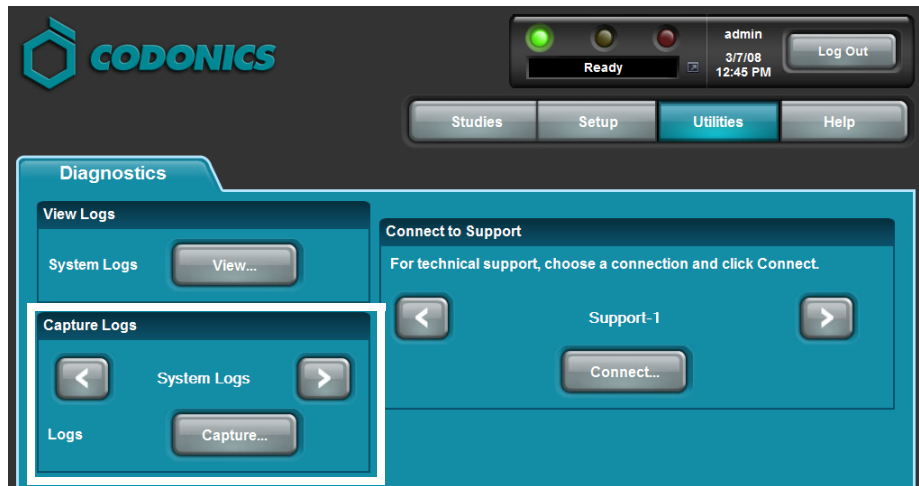 CODONICS
admin
3/7/08
12:45 PM
Ready
Log Out
Studies
Setup
Utilities
Help
Diagnostics
View Logs
System Logs
View...
Capture Logs
< System Logs >
Logs
Capture...
Connect to Support
For technical support, choose a connection and click Connect.
< Support-1 >
Connect...